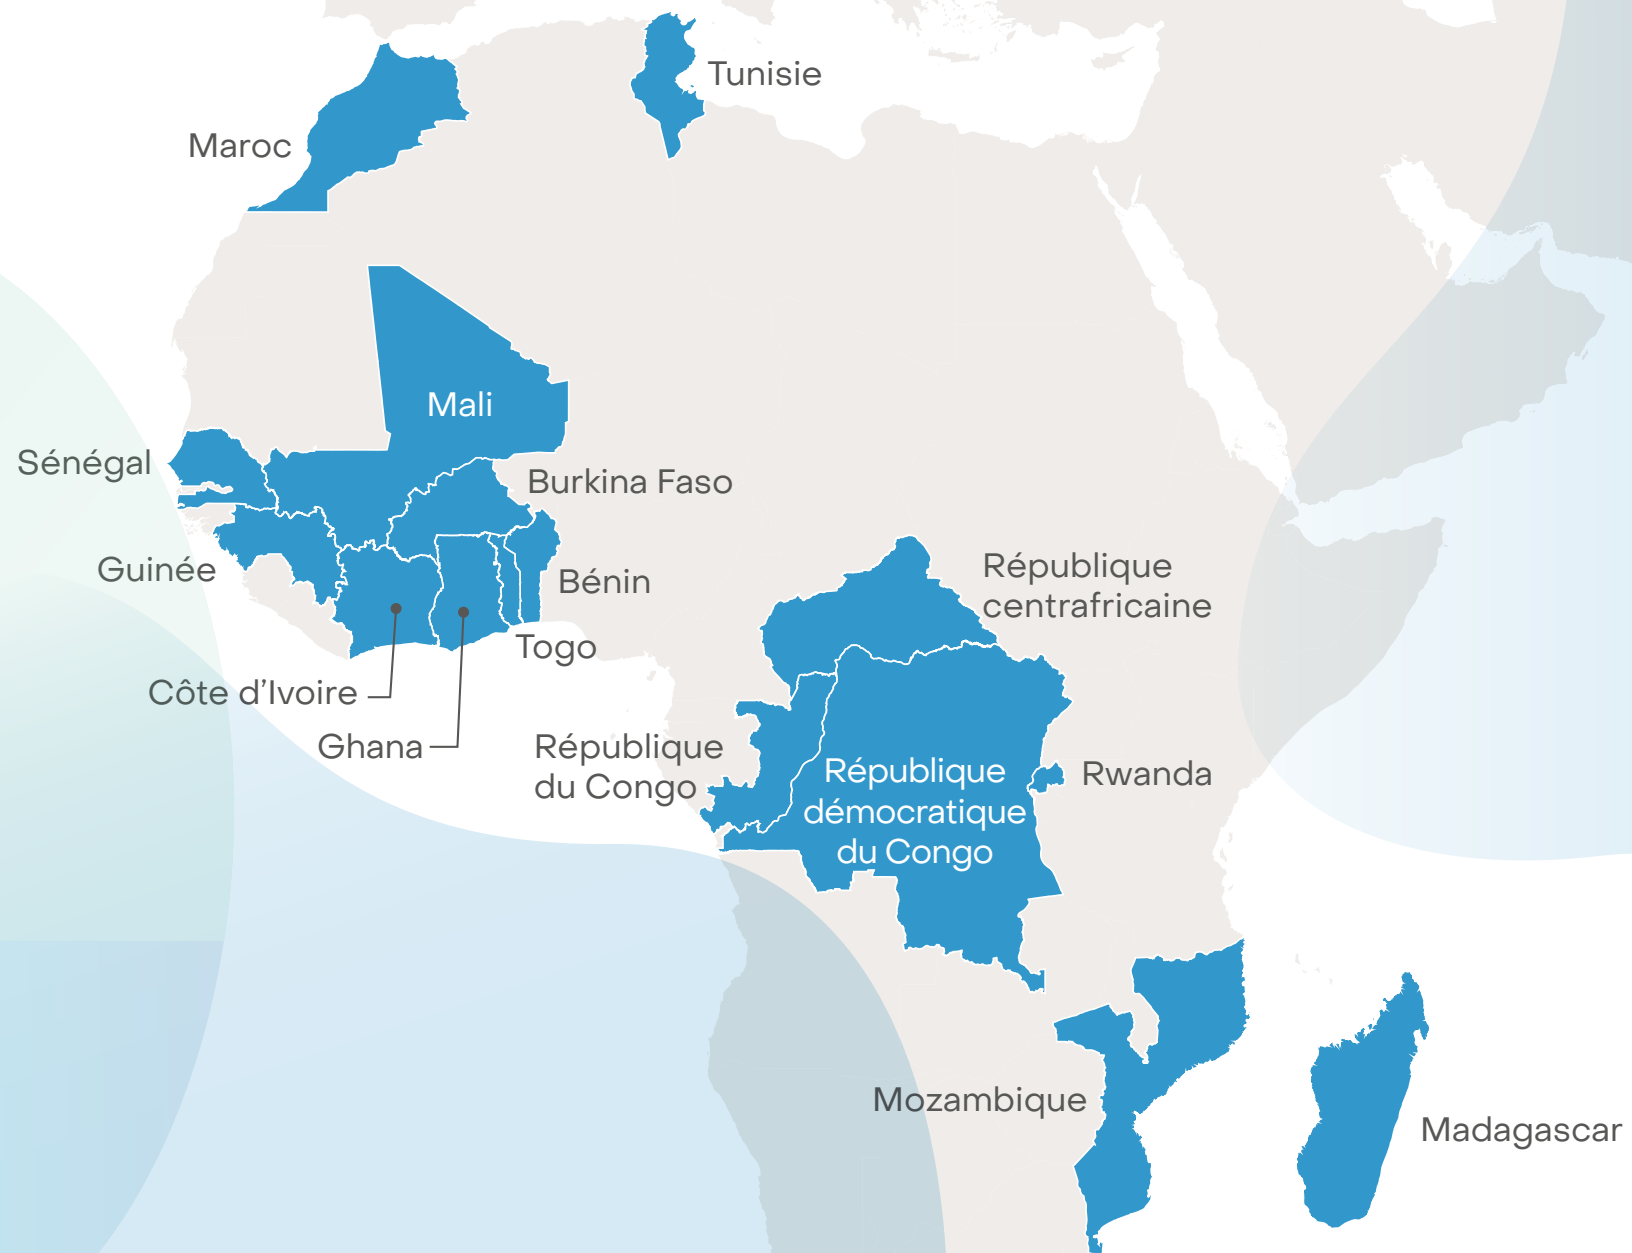 Tunisie
Maroc
Mali
Sénégal
Burkina Faso
Guinée
Bénin
République
centrafricaine
Togo
Côte d’Ivoire
Ghana
République
du Congo
République
démocratique
du Congo
Rwanda
Mozambique
Madagascar